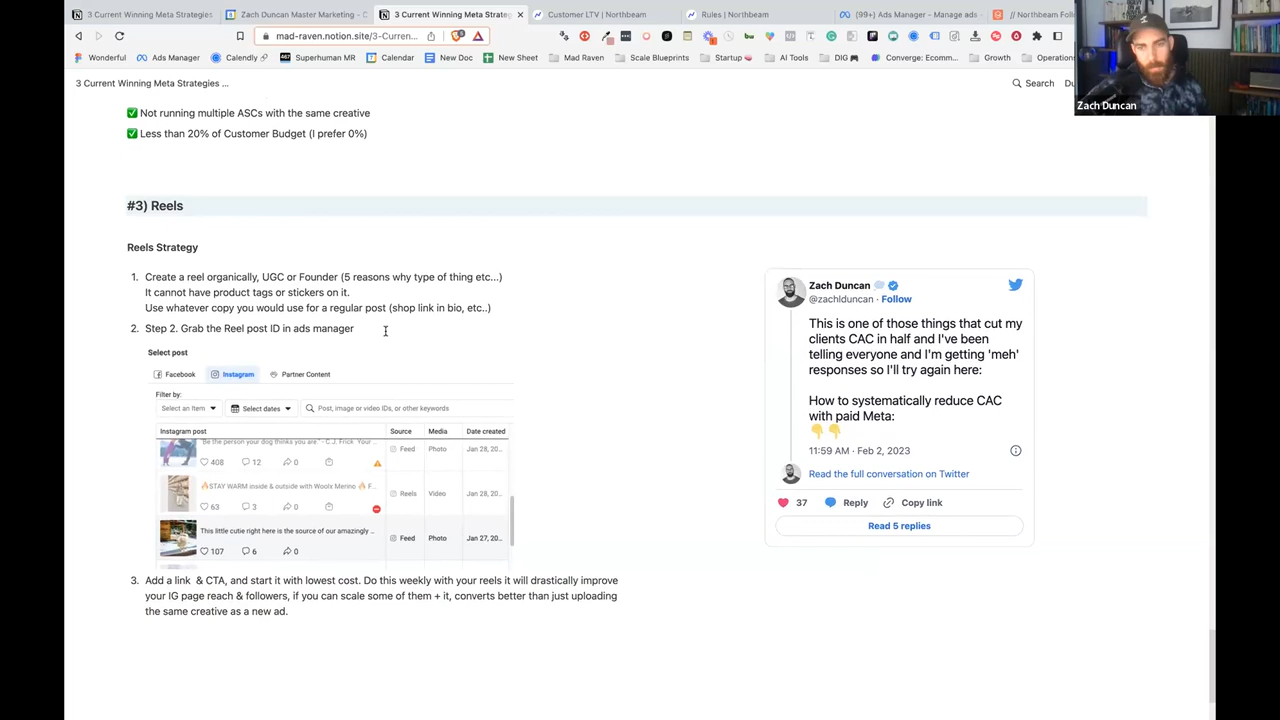 3 Current Winning Meta Strategies
Zach Duncan Master Marketing - C
3 Current Winning Meta Strateg
Customer LTV | Northbeam
Rules | Northbeam
(99+) Ads Manager - Manage ads
// Northbeam Follo
mad-raven.notion.site/3-Curren...
Wonderful
Ads Manager
Calendly
Superhuman MR
Calendar
New Doc
New Sheet
Mad Raven
Scale Blueprints
Startup
AI Tools
DIG
Converge: Ecomm...
Growth
Operations
3 Current Winning Meta Strategies ...
Search
Du
Zach Duncan
✅ Not running multiple ASCs with the same creative
✅ Less than 20% of Customer Budget (I prefer 0%)
#3) Reels
Reels Strategy
1. Create a reel organically, UGC or Founder (5 reasons why type of thing etc...)
It cannot have product tags or stickers on it.
Use whatever copy you would use for a regular post (shop link in bio, etc..)
2. Step 2. Grab the Reel post ID in ads manager
Select post
Facebook
Instagram
Partner Content
Filter by:
Select an Item
Select dates
Post, image or video IDs, or other keywords
Instagram post Source Media Date created
"Be the person your dog thinks you are." - C.J. Frick Your ...
Feed Photo Jan 28, 20...
408 12 0
🔥STAY WARM inside & outside with Woolx Merino 🔥 F...
Reels Video Jan 28, 20...
63 3 0
This little cutie right here is the source of our amazingly ...
Feed Photo Jan 27, 20...
107 6 0
3. Add a link & CTA, and start it with lowest cost. Do this weekly with your reels it will drastically improve
your IG page reach & followers, if you can scale some of them + it, converts better than just uploading
the same creative as a new ad.
Zach Duncan
@zachlduncan · Follow
This is one of those things that cut my
clients CAC in half and I've been
telling everyone and I'm getting 'meh'
responses so I'll try again here:
How to systematically reduce CAC
with paid Meta:
👇👇
11:59 AM · Feb 2, 2023
Read the full conversation on Twitter
37 Reply Copy link
Read 5 replies